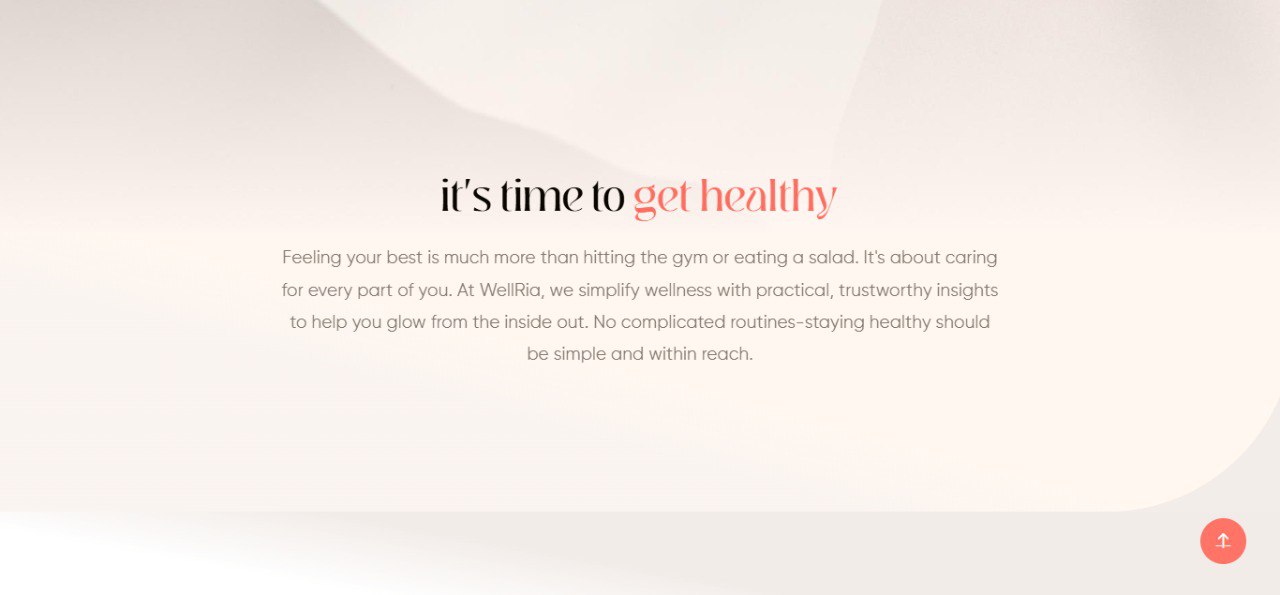 it's time to get healthy
Feeling your best is much more than hitting the gym or eating a salad. It's about caring
for every part of you. At WellRia, we simplify wellness with practical, trustworthy insights
to help you glow from the inside out. No complicated routines-staying healthy should
be simple and within reach.